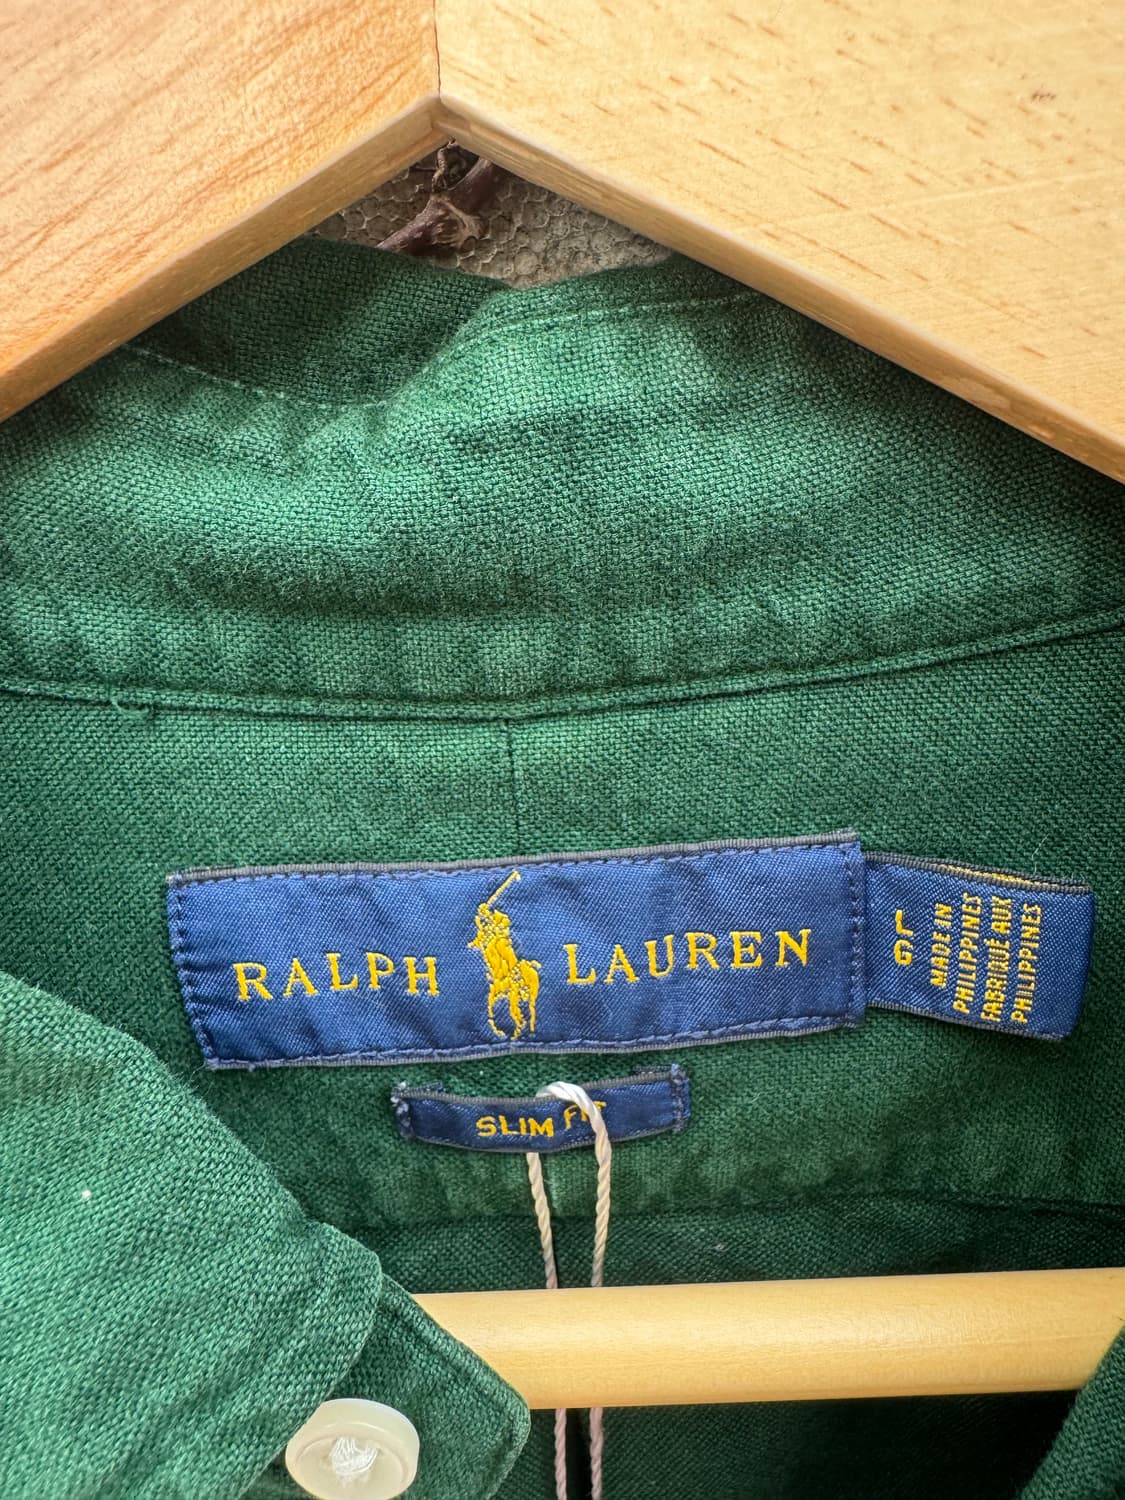 RALPH LAUREN
L
G
MADE IN
PHILIPPINES
FABRIQUÉ AUX
PHILIPPINES
SLIM FIT